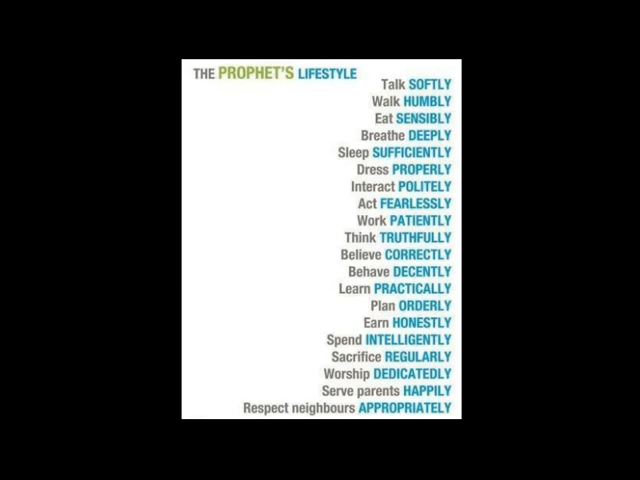 THE PROPHET'S LIFESTYLE
Talk SOFTLY
Walk HUMBLY
Eat SENSIBLY
Breathe DEEPLY
Sleep SUFFICIENTLY
Dress PROPERLY
Interact POLITELY
Act FEARLESSLY
Work PATIENTLY
Think TRUTHFULLY
Believe CORRECTLY
Behave DECENTLY
Learn PRACTICALLY
Plan ORDERLY
Earn HONESTLY
Spend INTELLIGENTLY
Sacrifice REGULARLY
Worship DEDICATEDLY
Serve parents HAPPILY
Respect neighbours APPROPRIATELY